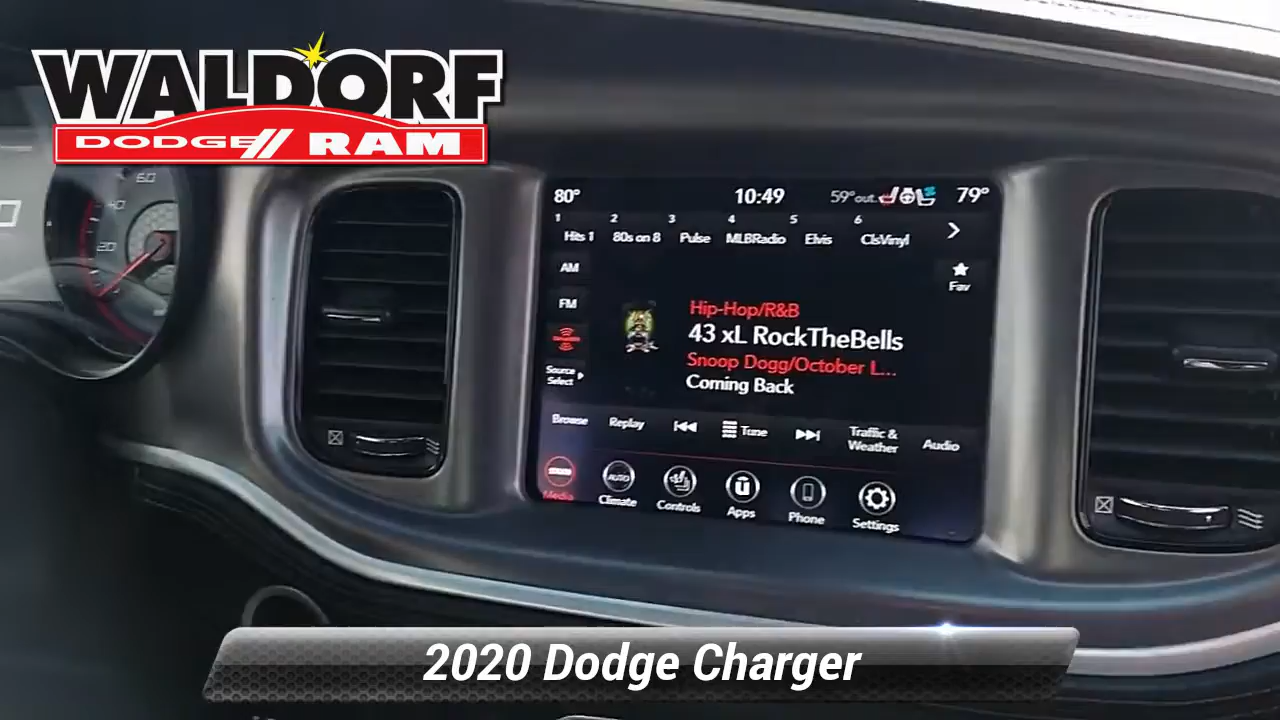 WALDORF
DODGE RAM
60
40
20
80° 10:49 59°out. 79°
1 2 3 4 5 6
Hits 1 80s on 8 Pulse MLBRadio Elvis ClsVinyl
AM
Fav
FM
Hip-Hop/R&B
43 xL RockTheBells
Snoop Dogg/October L...
Coming Back
Source
Select
Browse Replay Tune Traffic & Weather Audio
AUTO
Media Climate Controls Apps Phone Settings
2020 Dodge Charger